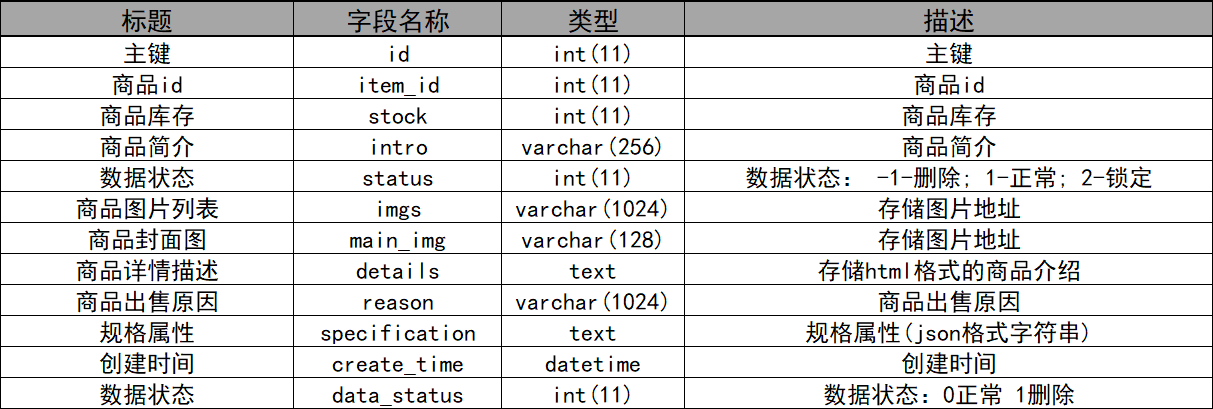 标题 字段名称 类型 描述
主键 id int(11) 主键
商品id item_id int(11) 商品id
商品库存 stock int(11) 商品库存
商品简介 intro varchar(256) 商品简介
数据状态 status int(11) 数据状态： -1-删除; 1-正常; 2-锁定
商品图片列表 imgs varchar(1024) 存储图片地址
商品封面图 main_img varchar(128) 存储图片地址
商品详情描述 details text 存储html格式的商品介绍
商品出售原因 reason varchar(1024) 商品出售原因
规格属性 specification text 规格属性(json格式字符串)
创建时间 create_time datetime 创建时间
数据状态 data_status int(11) 数据状态：0正常 1删除